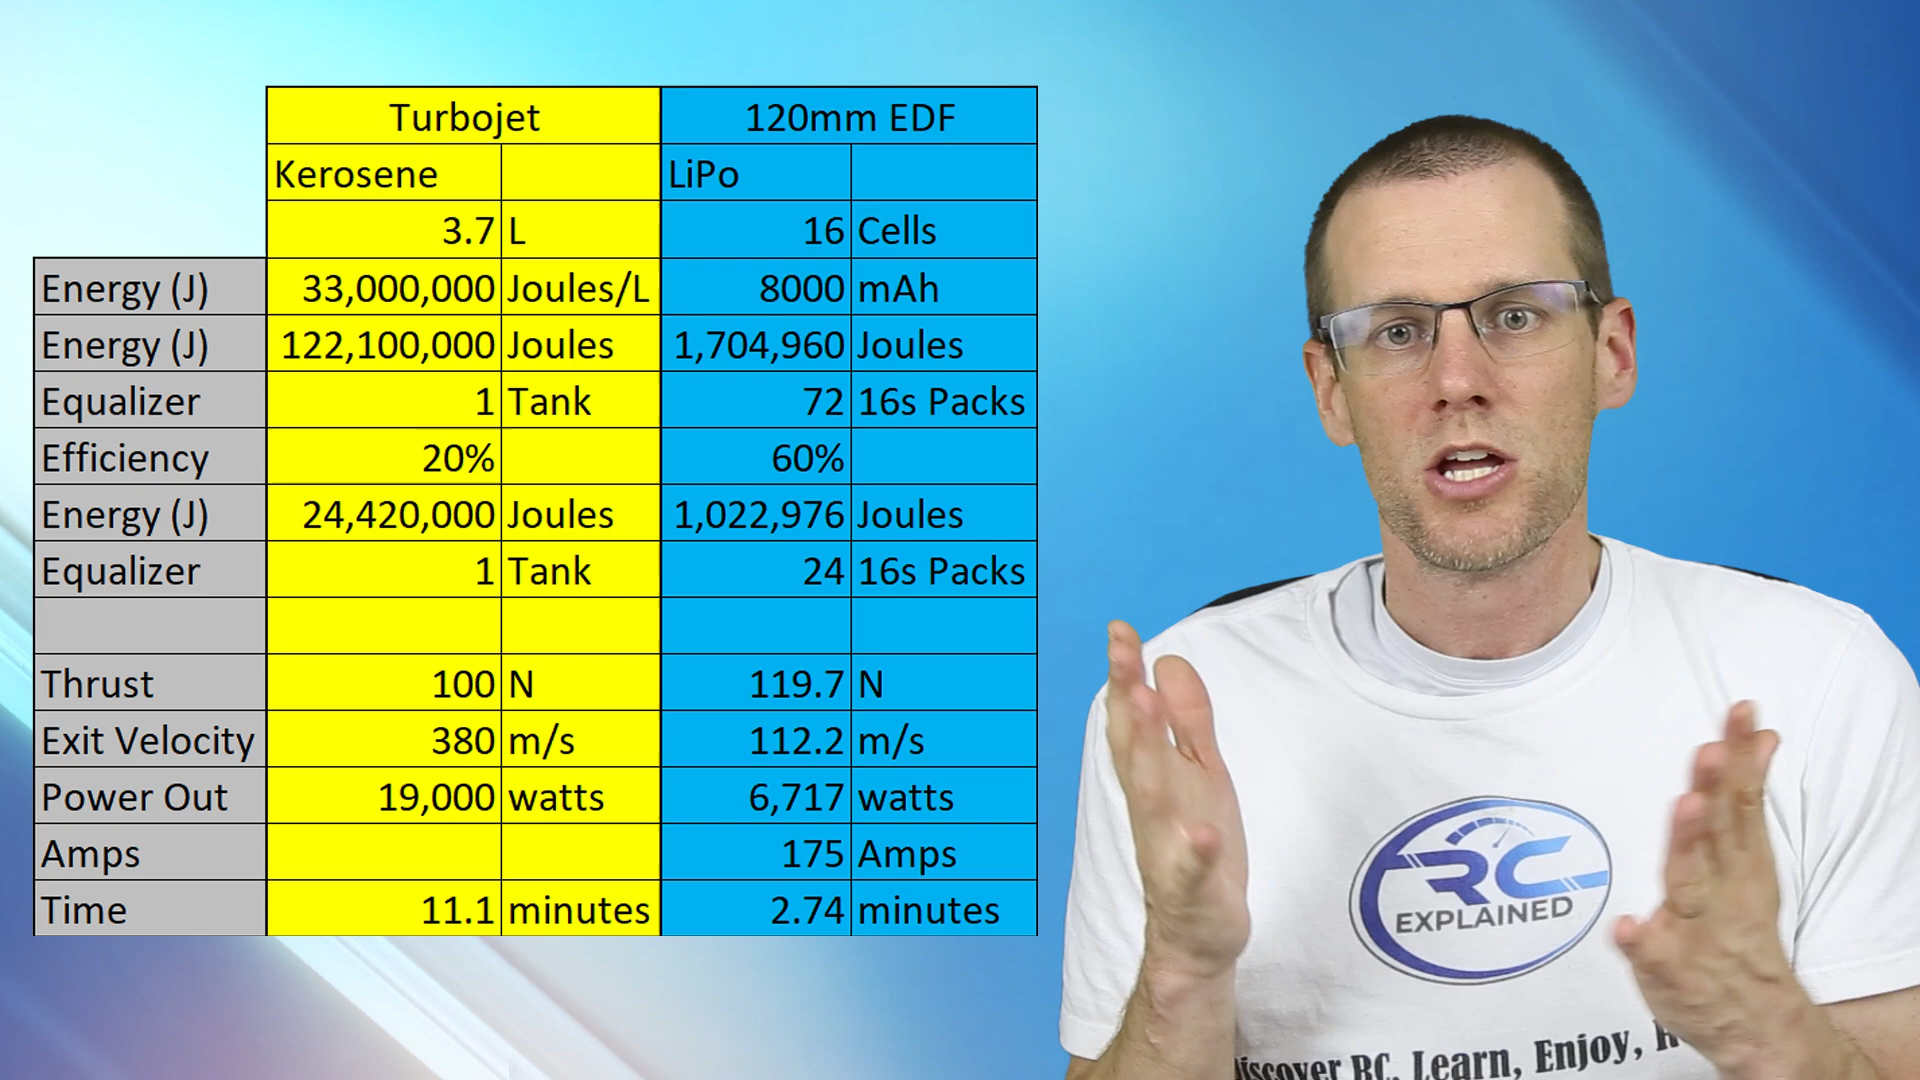 Turbojet 120mm EDF
Kerosene LiPo
3.7 L 16 Cells
Energy (J) 33,000,000 Joules/L 8000 mAh
Energy (J) 122,100,000 Joules 1,704,960 Joules
Equalizer 1 Tank 72 16s Packs
Efficiency 20% 60%
Energy (J) 24,420,000 Joules 1,022,976 Joules
Equalizer 1 Tank 24 16s Packs
Thrust 100 N 119.7 N
Exit Velocity 380 m/s 112.2 m/s
Power Out 19,000 watts 6,717 watts
Amps 175 Amps
Time 11.1 minutes 2.74 minutes
RC
EXPLAINED
Discover RC, Learn, Enjoy,